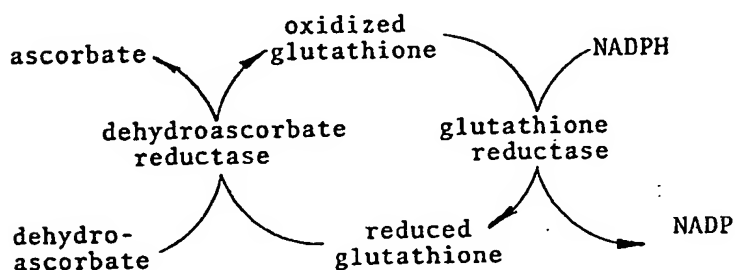 oxidized
glutathione
ascorbate
NADPH
dehydroascorbate
reductase
glutathione
reductase
dehydro-
ascorbate
reduced
glutathione
NADP